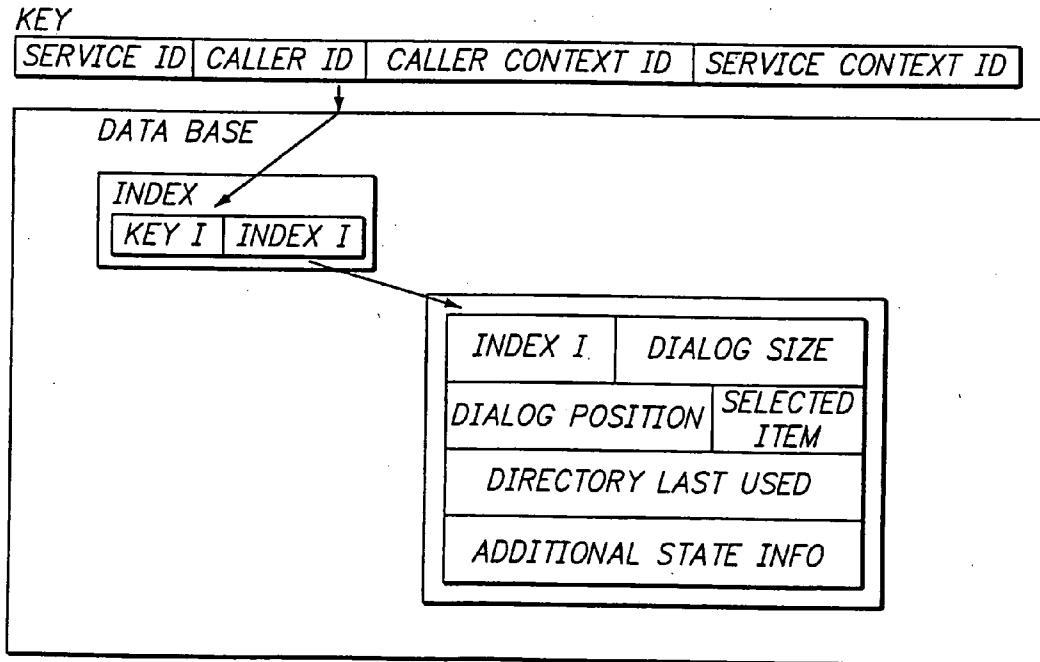 KEY
SERVICE ID CALLER ID CALLER CONTEXT ID SERVICE CONTEXT ID
DATA BASE
INDEX
KEY I INDEX I
INDEX I DIALOG SIZE
DIALOG POSITION SELECTED ITEM
DIRECTORY LAST USED
ADDITIONAL STATE INFO